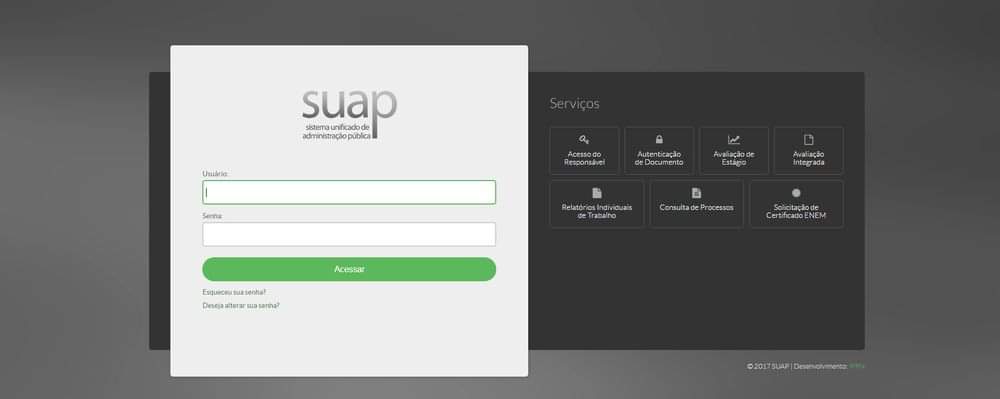 suap
sistema unificado de
administração pública
Usuário:
Senha:
Acessar
Esqueceu sua senha?
Deseja alterar sua senha?
Serviços
Acesso do
Responsável
Autenticação
de Documento
Avaliação de
Estágio
Avaliação
Integrada
Relatórios Individuais
de Trabalho
Consulta de Processos
Solicitação de
Certificado ENEM
© 2017 SUAP | Desenvolvimento: IFRN